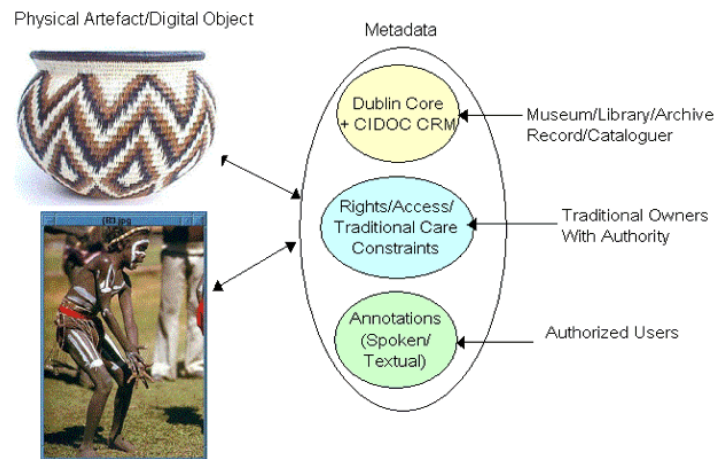 Physical Artefact/Digital Object
Metadata
Dublin Core
+ CIDOC CRM
Museum/Library/Archive
Record/Cataloguer
Rights/Access/
Traditional Care
Constraints
Traditional Owners
With Authority
Annotations
(Spoken/
Textual)
Authorized Users